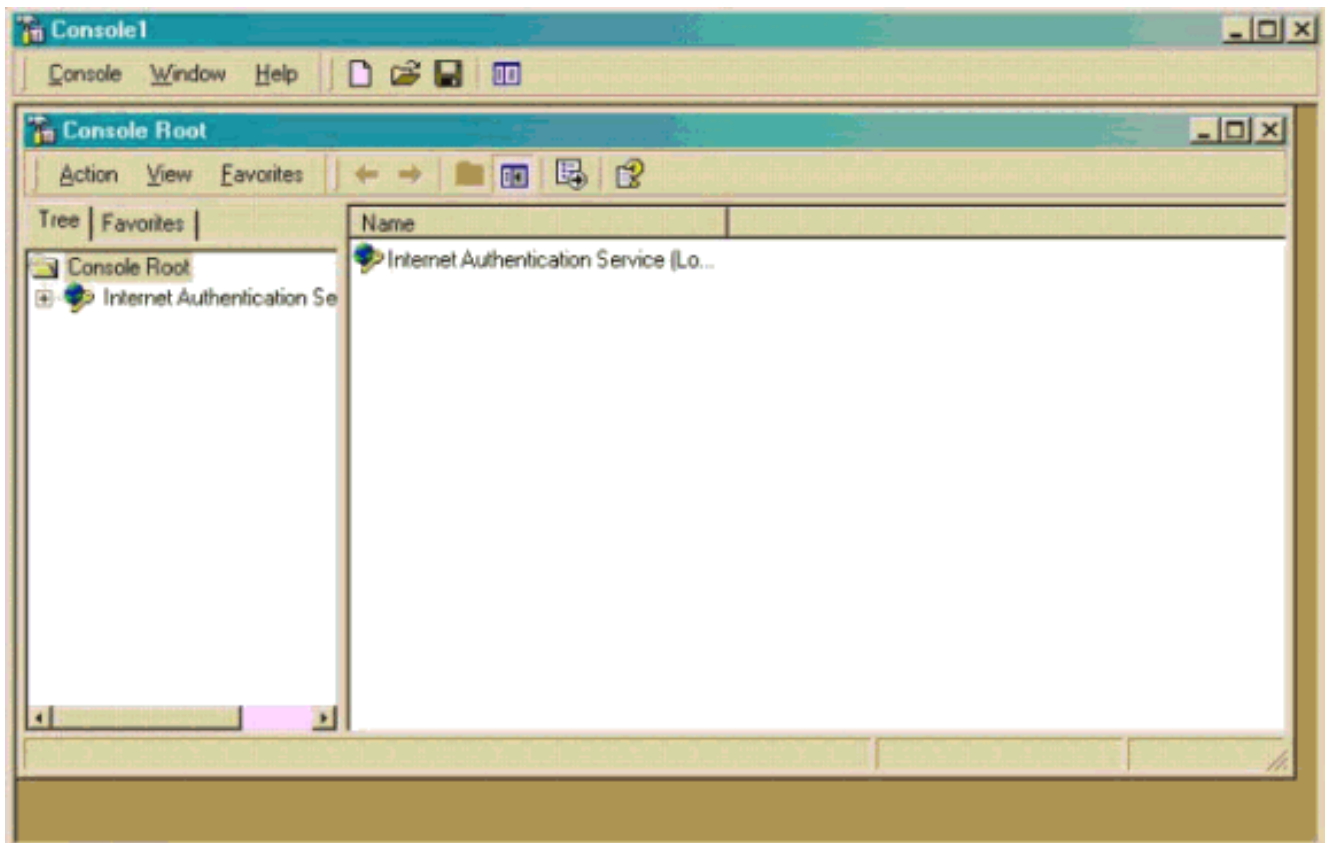 Console1
Console Window Help
Console Root
Action View Favorites
Tree Favorites
Name
Console Root
Internet Authentication Service (Lo...
Internet Authentication Se